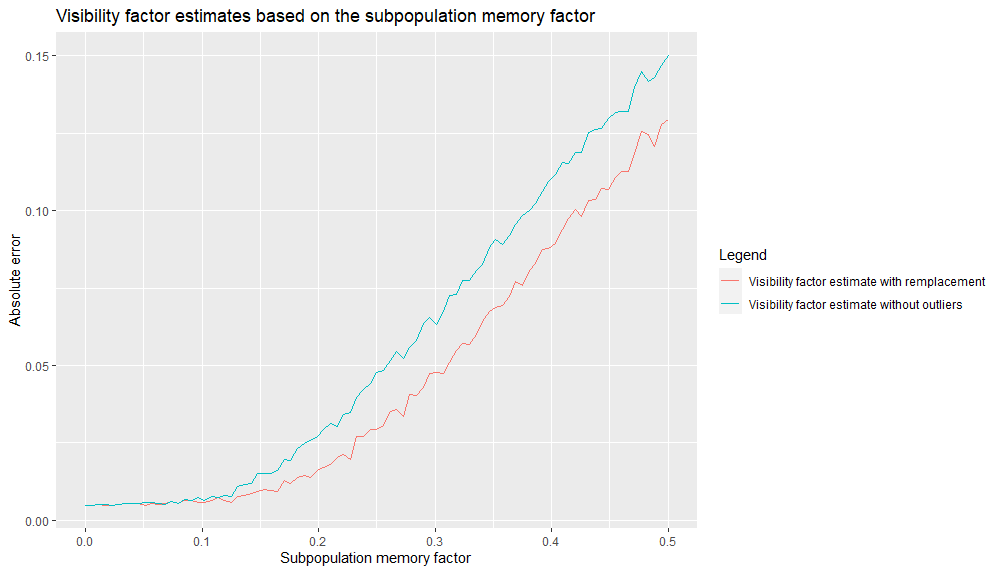 Visibility factor estimates based on the subpopulation memory factor
0.15
0.10
0.05
0.00
Absolute error
0.0 0.1 0.2 0.3 0.4 0.5
Subpopulation memory factor
Legend
Visibility factor estimate with remplacement
Visibility factor estimate without outliers